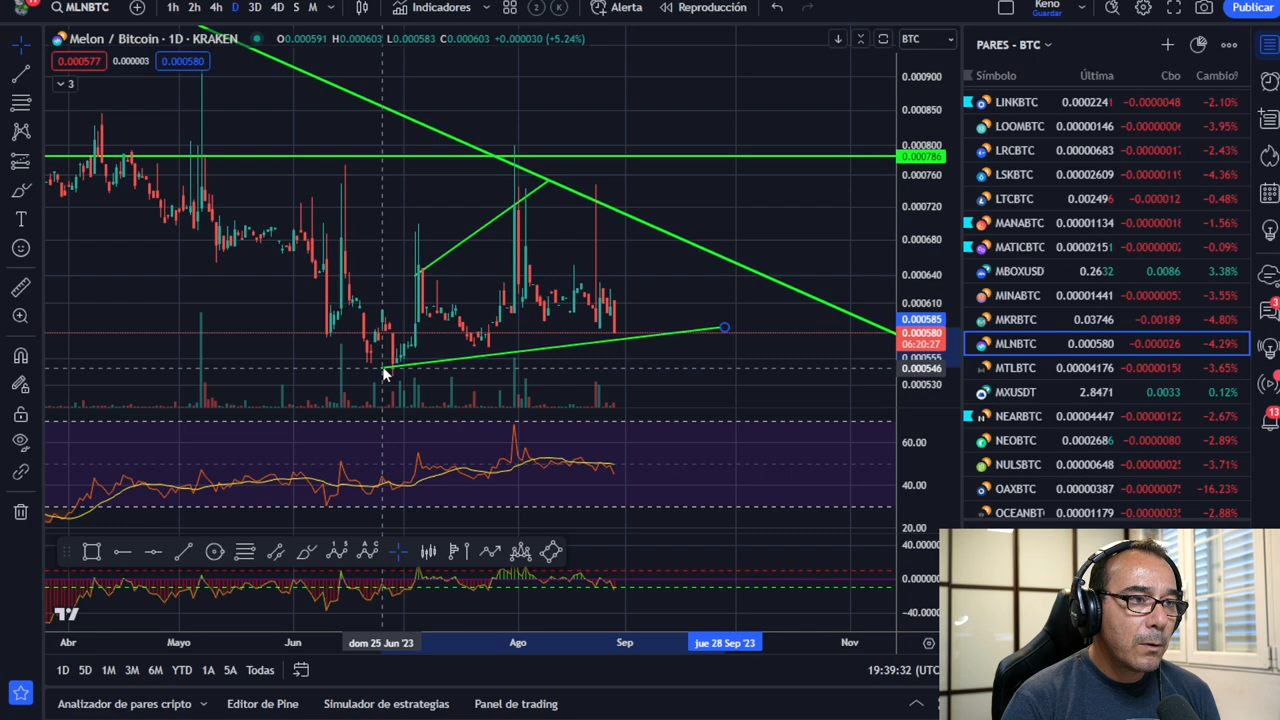 MLNBTC 1h 2h 4h D 3D 4D S M Indicadores 2 K Alerta Reproducción Keno Guardar Publicar
Melon / Bitcoin · 1D · KRAKEN O0.000591 H0.000603 L0.000583 C0.000603 +0.000030 (+5.24%)
BTC
0.000577 0.000003 0.000580
3
0.000900
0.000850
0.000800
0.000786
0.000760
0.000720
0.000680
0.000640
0.000610
0.000585
0.000580
06:20:27
0.000555
0.000546
0.000530
60.00
40.00
20.00
Abr Mayo Jun dom 25 Jun '23 Ago Sep jue 28 Sep '23 Nov
1D 5D 1M 3M 6M YTD 1A 5A Todas
19:39:32 (UTC
Analizador de pares cripto Editor de Pine Simulador de estrategias Panel de trading
PARES - BTC
Símbolo Última Cbo
LINKBTC 0.0002241 -2.10%
LOOMBTC 0.00000146 -3.95%
LRCBTC 0.00000683 -2.43%
LSKBTC 0.00002609 -4.36%
LTCBTC 0.002496 -0.000012 -0.48%
MANABTC 0.00001134 -1.56%
MATICBTC 0.00002151 -0.09%
MBOXUSD 0.2632 0.0086 3.38%
MINABTC 0.00001441 -3.55%
MKRBTC 0.03746 -0.00189 -4.80%
MLNBTC 0.000580 -0.000026 -4.29%
MTLBTC 0.00004176 -3.65%
MXUSDT 2.8471 0.0033 0.12%
NEARBTC 0.00004447 -2.67%
NEOBTC 0.0002686 -2.89%
NULSBTC 0.00000648 -3.71%
OAXBTC 0.00000387 -16.23%
0.00001179 -2.88%
3
13